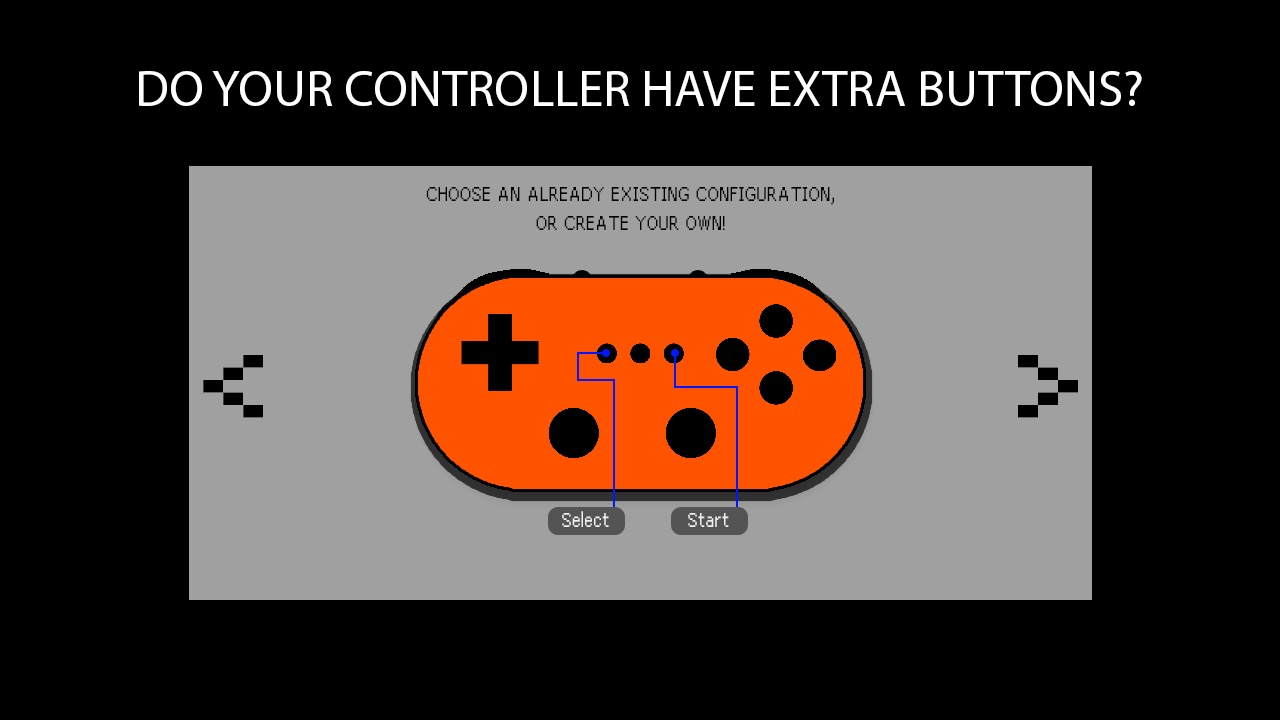 DO YOUR CONTROLLER HAVE EXTRA BUTTONS?
CHOOSE AN ALREADY EXISTING CONFIGURATION,
OR CREATE YOUR OWN!
Select
Start